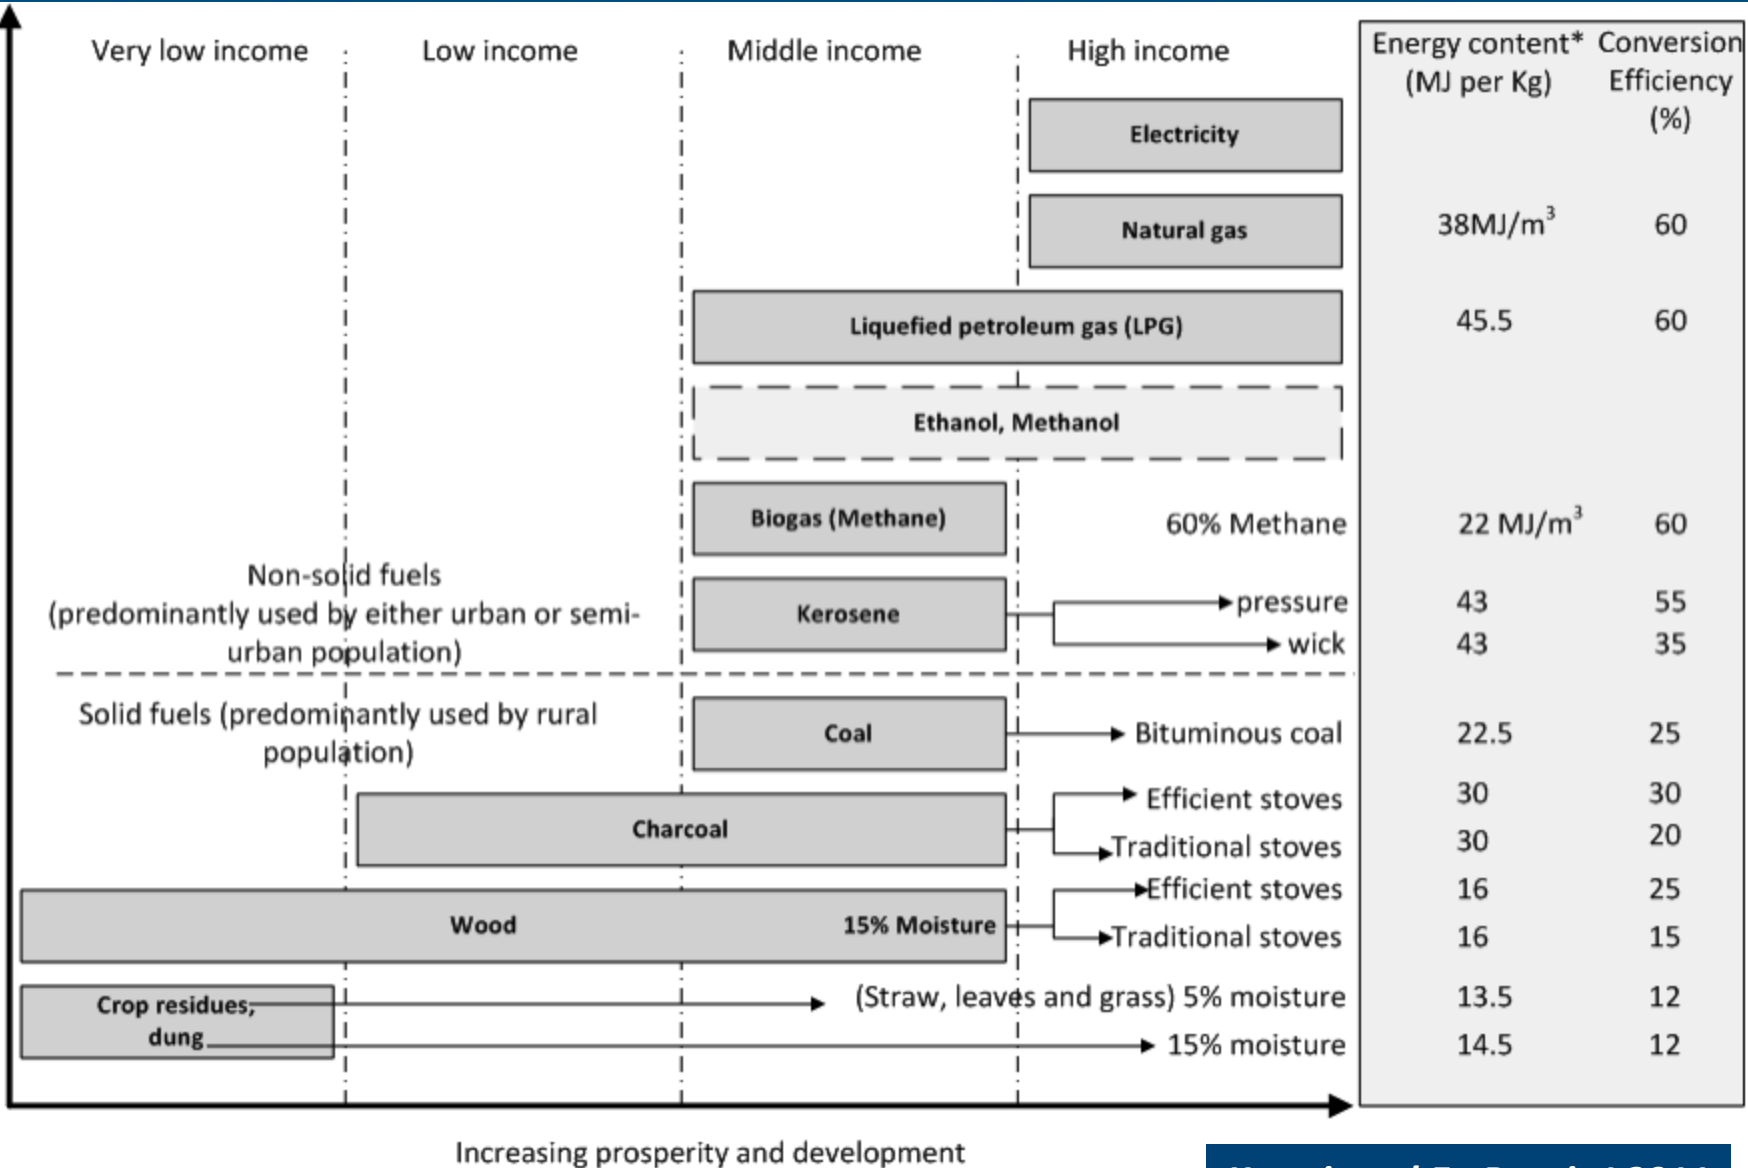 Very low income
Low income
Middle income
High income
Energy content*
(MJ per Kg)
Conversion
Efficiency
(%)
Electricity
Natural gas
38MJ/m³
60
Liquefied petroleum gas (LPG)
45.5
60
Ethanol, Methanol
Biogas (Methane)
60% Methane
22 MJ/m³
60
Non-solid fuels
(predominantly used by either urban or semi-
urban population)
Kerosene
pressure
43
55
wick
43
35
Solid fuels (predominantly used by rural
population)
Coal
Bituminous coal
22.5
25
Charcoal
Efficient stoves
30
30
Traditional stoves
30
20
Wood
15% Moisture
Efficient stoves
16
25
Traditional stoves
16
15
Crop residues,
dung
(Straw, leaves and grass) 5% moisture
13.5
12
15% moisture
14.5
12
Increasing prosperity and development